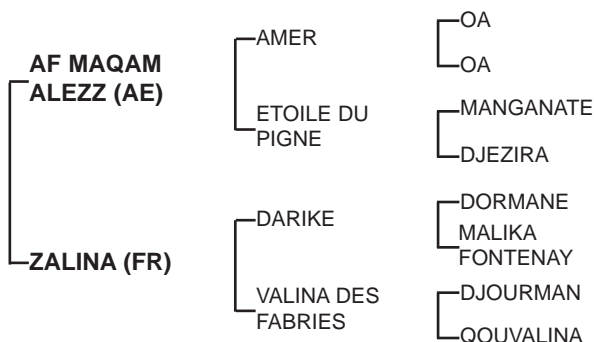 AF MAQAM
ALEZZ (AE)
ZALINA (FR)
AMER
ETOILE DU
PIGNE
DARIKE
VALINA DES
FABRIES
OA
OA
MANGANATE
DJEZIRA
DORMANE
MALIKA
FONTENAY
DJOURMAN
QOUVALINA